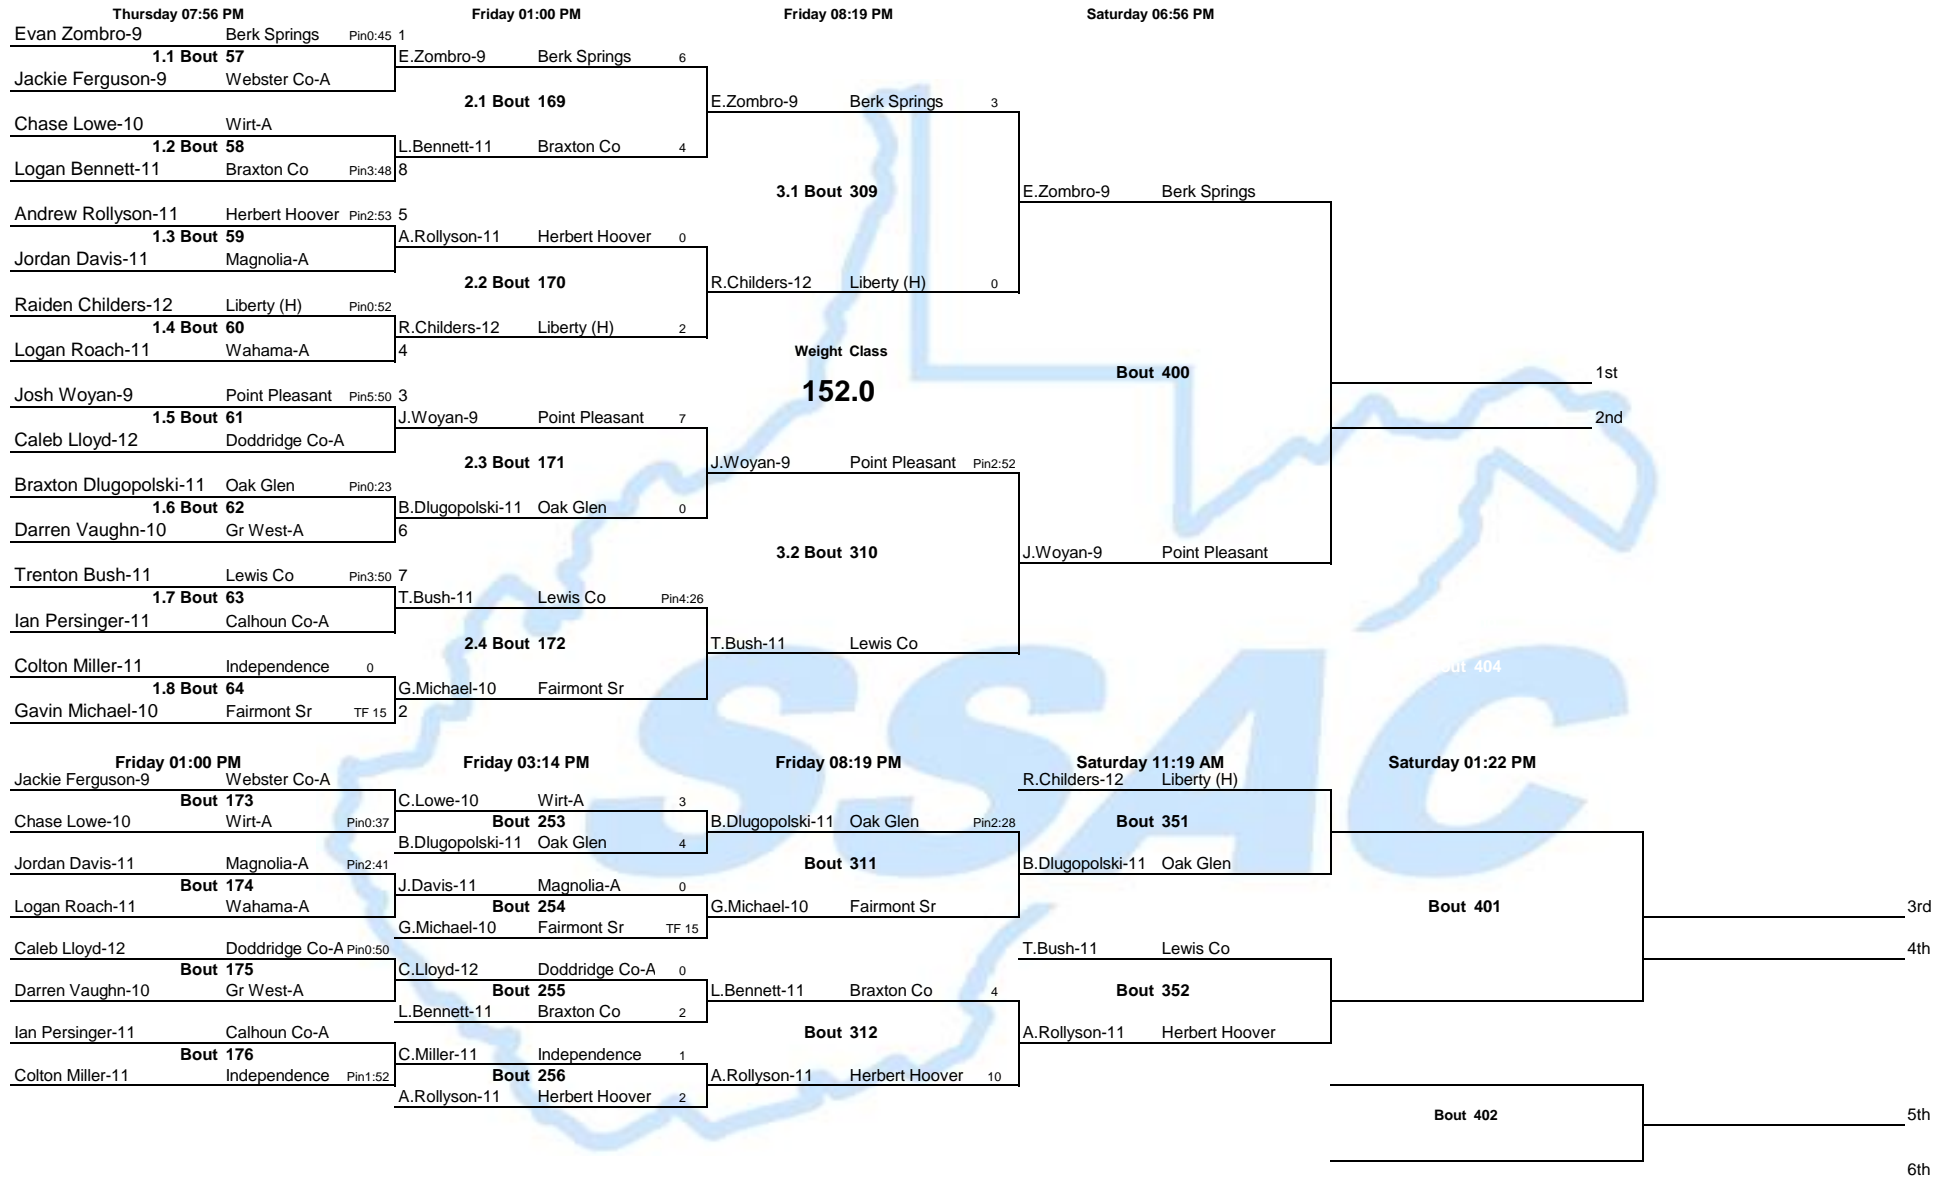 Thursday 07:56 PM Friday 01:00 PM Friday 08:19 PM Saturday 06:56 PM
Evan Zombro-9 Berk Springs Pin0:45 1
1.1 Bout 57 E.Zombro-9 Berk Springs 6
Jackie Ferguson-9 Webster Co-A
2.1 Bout 169 E.Zombro-9 Berk Springs 3
Chase Lowe-10 Wirt-A
1.2 Bout 58 L.Bennett-11 Braxton Co 4
Logan Bennett-11 Braxton Co Pin3:48 8
3.1 Bout 309 E.Zombro-9 Berk Springs
Andrew Rollyson-11 Herbert Hoover Pin2:53 5
1.3 Bout 59 A.Rollyson-11 Herbert Hoover 0
Jordan Davis-11 Magnolia-A
2.2 Bout 170 R.Childers-12 Liberty (H) 0
Raiden Childers-12 Liberty (H) Pin0:52
1.4 Bout 60 R.Childers-12 Liberty (H) 2
Logan Roach-11 Wahama-A 4 Weight Class
Bout 400 1st
Josh Woyan-9 Point Pleasant Pin5:50 3 152.0
1.5 Bout 61 J.Woyan-9 Point Pleasant 7 2nd
Caleb Lloyd-12 Doddridge Co-A
2.3 Bout 171 J.Woyan-9 Point Pleasant Pin2:52
Braxton Dlugopolski-11 Oak Glen Pin0:23
1.6 Bout 62 B.Dlugopolski-11 Oak Glen 0
Darren Vaughn-10 Gr West-A 6
3.2 Bout 310 J.Woyan-9 Point Pleasant
Trenton Bush-11 Lewis Co Pin3:50 7
1.7 Bout 63 T.Bush-11 Lewis Co Pin4:26
Ian Persinger-11 Calhoun Co-A
2.4 Bout 172 T.Bush-11 Lewis Co
Colton Miller-11 Independence 0 404
1.8 Bout 64 G.Michael-10 Fairmont Sr
Gavin Michael-10 Fairmont Sr TF 15 2
SSAC
Friday 01:00 PM Friday 03:14 PM Friday 08:19 PM Saturday 11:19 AM Saturday 01:22 PM
Jackie Ferguson-9 Webster Co-A R.Childers-12 Liberty (H)
Bout 173 C.Lowe-10 Wirt-A 3
Chase Lowe-10 Wirt-A Pin0:37 Bout 253 B.Dlugopolski-11 Oak Glen Pin2:28 Bout 351
B.Dlugopolski-11 Oak Glen 4
Jordan Davis-11 Magnolia-A Pin2:41 Bout 311 B.Dlugopolski-11 Oak Glen
Bout 174 J.Davis-11 Magnolia-A 0
Logan Roach-11 Wahama-A Bout 254 G.Michael-10 Fairmont Sr Bout 401 3rd
G.Michael-10 Fairmont Sr TF 15
Caleb Lloyd-12 Doddridge Co-A Pin0:50 T.Bush-11 Lewis Co 4th
Bout 175 C.Lloyd-12 Doddridge Co-A 0
Darren Vaughn-10 Gr West-A Bout 255 L.Bennett-11 Braxton Co 4 Bout 352
L.Bennett-11 Braxton Co 2
Ian Persinger-11 Calhoun Co-A Bout 312 A.Rollyson-11 Herbert Hoover
Bout 176 C.Miller-11 Independence 1
Colton Miller-11 Independence Pin1:52 Bout 256 A.Rollyson-11 Herbert Hoover 10
A.Rollyson-11 Herbert Hoover 2
Bout 402 5th
6th